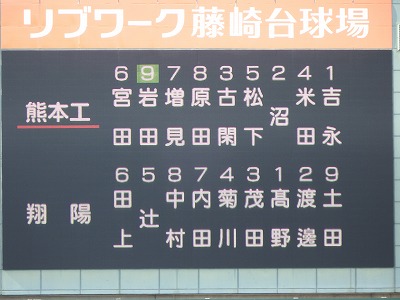 リブワーク藤崎台球場
6 9 7 8 3 5 2 4 1
熊本工 宮田 岩田 増見 原田 古閑 松下 沼 米田 吉永
6 5 8 7 4 3 1 2 9
翔陽 田上 辻 中村 内田 菊川 茂田 髙野 渡邊 土田